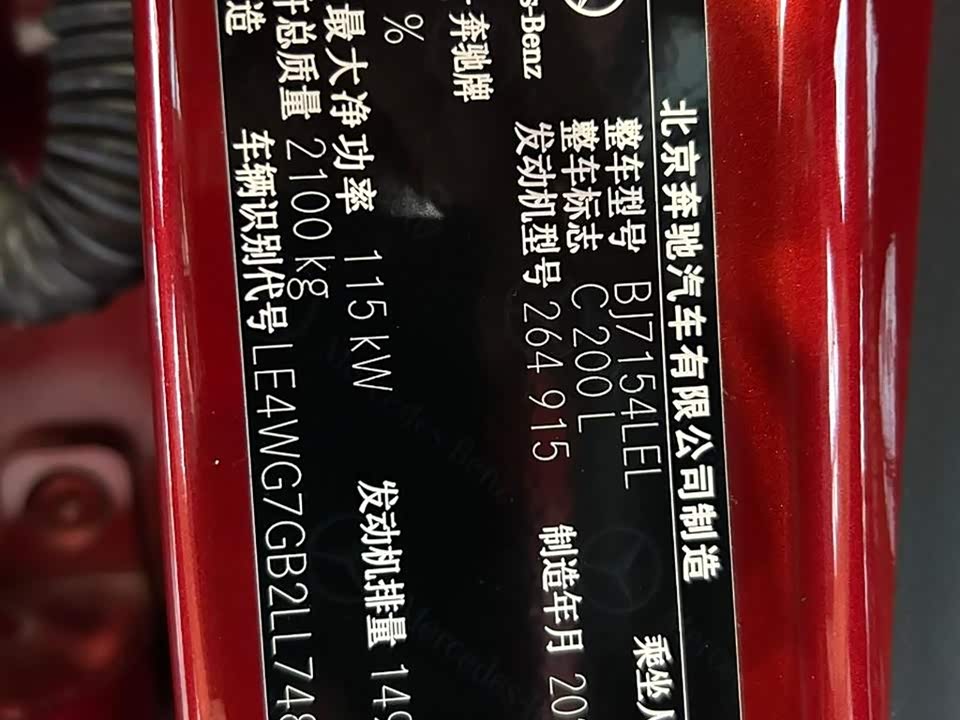 北京奔驰汽车有限公司制造
整车型号 BJ7154LEL 乘坐
整车标志 C 200 L
发动机型号 264 915 制造年月 20
s-Benz
奔驰牌
%
最大净功率 115 kW 发动机排量 149
总质量 2100 kg
造 车辆识别代号 LE4WG7GB2LL748